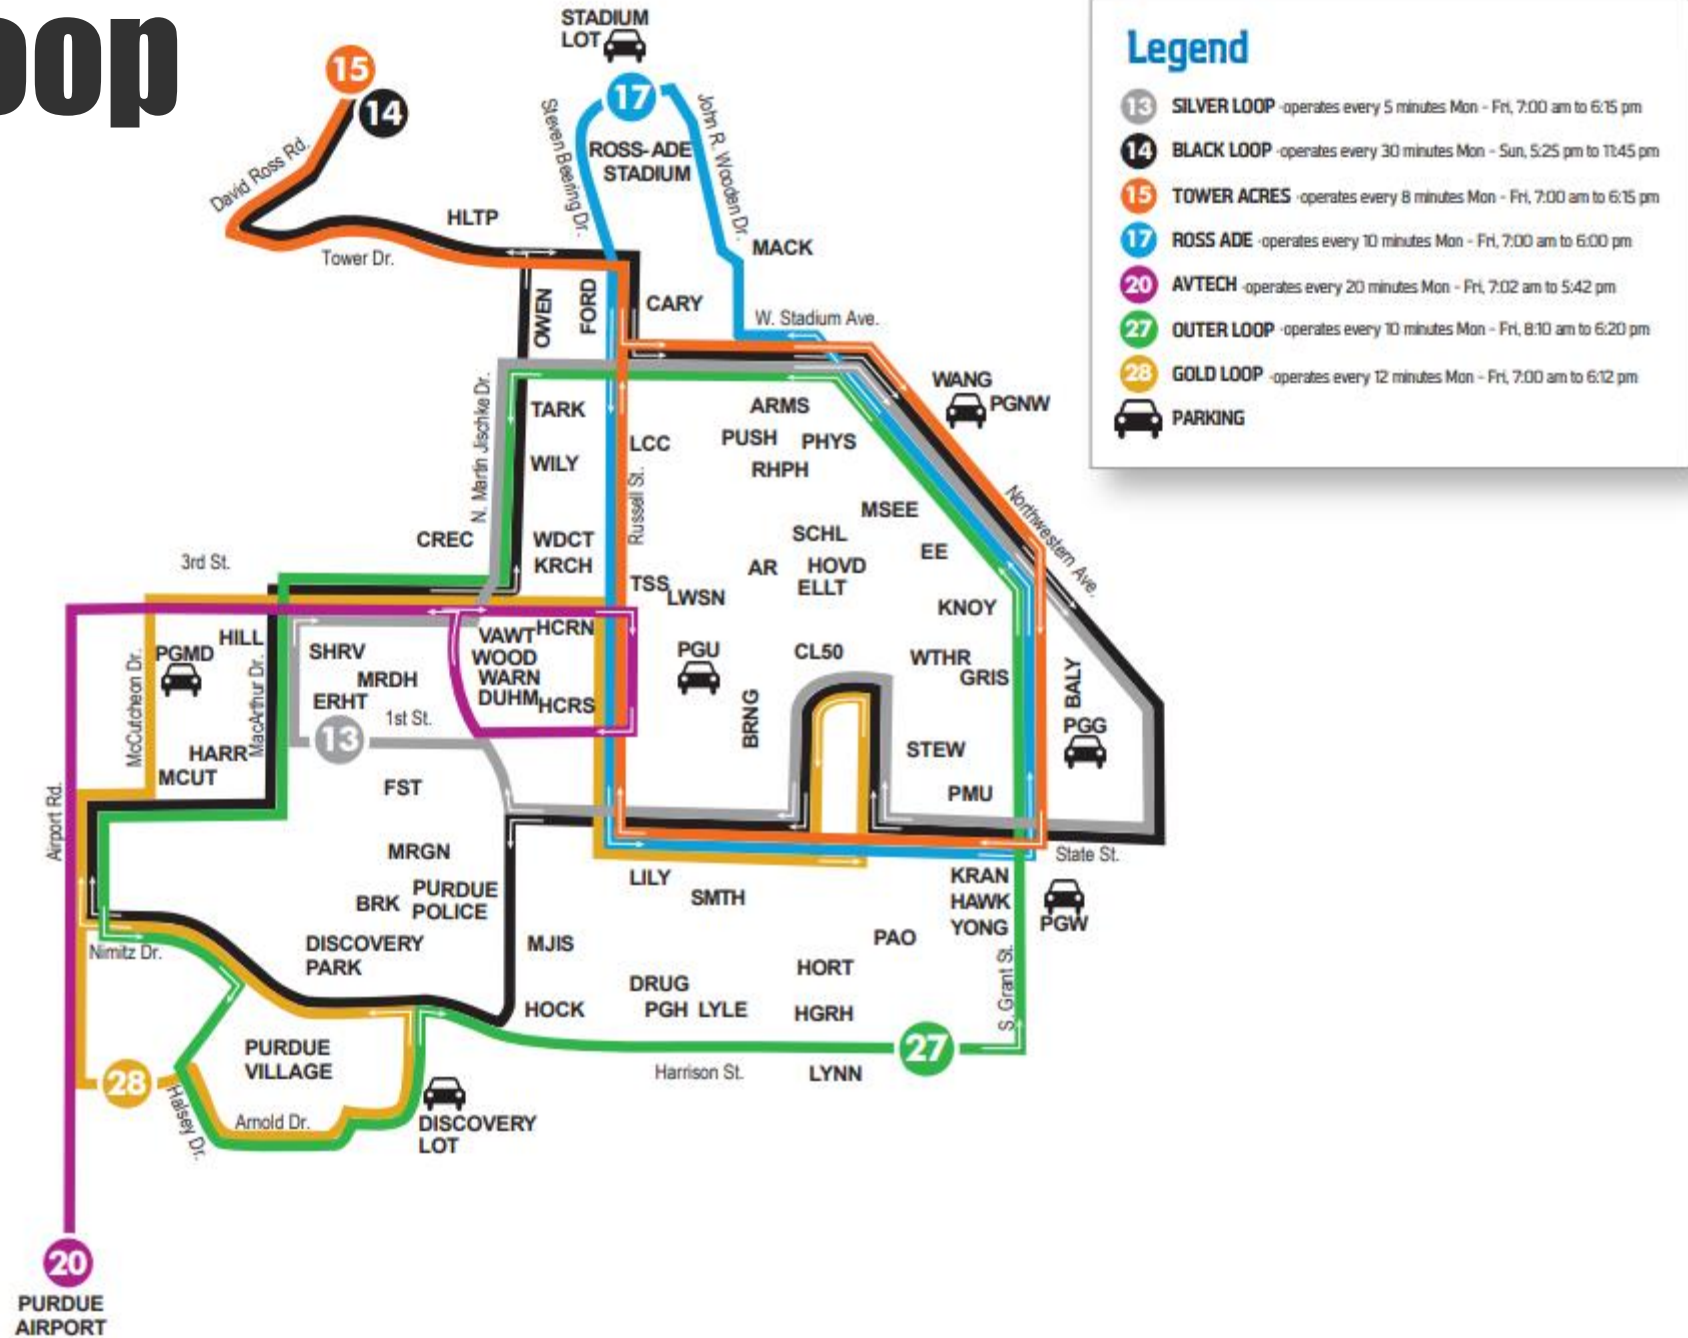 oop
STADIUM
LOT
15
14
17
David Ross Rd.
Steven Beering Dr.
John R. Wooden Dr.
ROSS-ADE
STADIUM
HLTP
Tower Dr.
MACK
OWEN
FORD
CARY
W. Stadium Ave.
N. Martin Jischke Dr.
TARK
WILY
LCC
Russell St.
ARMS
PUSH PHYS
RHPH
WANG
PGNW
Northwestern Ave.
MSEE
SCHL
EE
AR HOVD
ELLT
KNOY
CREC
WDCT
KRCH
3rd St.
TSS
LWSN
HILL
PGMD
McCutcheon Dr.
MacArthur Dr.
SHRV
MRDH
ERHT
1st St.
13
VAWT
HCRN
WOOD
WARN
DUHM
HCRS
PGU
CL50
WTHR
GRIS
BALY
PGG
BRNG
STEW
PMU
HARR
MCUT
FST
Airport Rd.
State St.
MRGN
BRK
PURDUE
POLICE
LILY
SMTH
KRAN
HAWK
YONG
PGW
Nimitz Dr.
DISCOVERY
PARK
MJIS
PAO
HORT
DRUG
PGH LYLE
HGRH
HOCK
S. Grant St.
27
PURDUE
VILLAGE
Harrison St.
LYNN
28
Halsey Dr.
Arnold Dr.
DISCOVERY
LOT
20
PURDUE
AIRPORT
Legend
13 SILVER LOOP -operates every 5 minutes Mon - Fri, 7:00 am to 6:15 pm
14 BLACK LOOP -operates every 30 minutes Mon - Sun, 5:25 pm to 11:45 pm
15 TOWER ACRES -operates every 8 minutes Mon - Fri, 7:00 am to 6:15 pm
17 ROSS ADE -operates every 10 minutes Mon - Fri, 7:00 am to 6:00 pm
20 AVTECH -operates every 20 minutes Mon - Fri, 7:02 am to 5:42 pm
27 OUTER LOOP -operates every 10 minutes Mon - Fri, 8:10 am to 6:20 pm
28 GOLD LOOP -operates every 12 minutes Mon - Fri, 7:00 am to 6:12 pm
PARKING